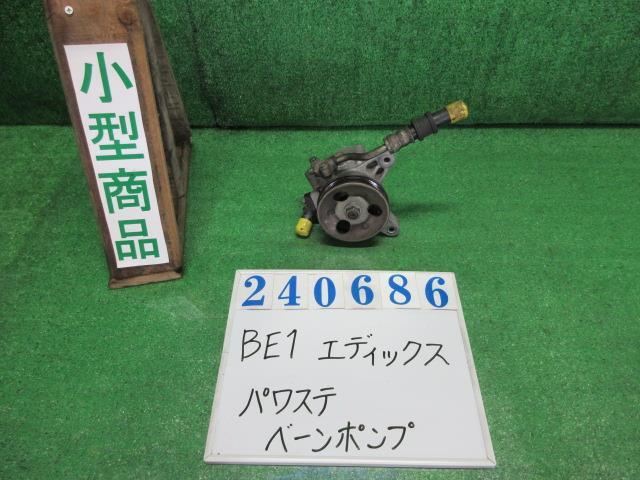 小型商品
240686
BE1 エディックス
パワステ
ベーンポンプ